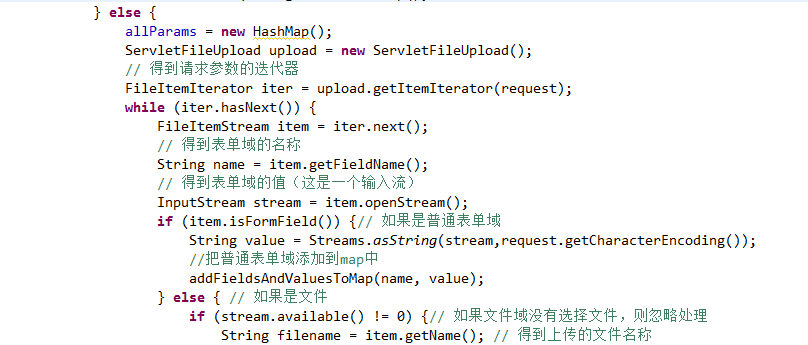 } else {
allParams = new HashMap();
ServletFileUpload upload = new ServletFileUpload();
// 得到请求参数的迭代器
FileItemIterator iter = upload.getItemIterator(request);
while (iter.hasNext()) {
FileItemStream item = iter.next();
// 得到表单域的名称
String name = item.getFieldName();
// 得到表单域的值（这是一个输入流）
InputStream stream = item.openStream();
if (item.isFormField()) {// 如果是普通表单域
String value = Streams.asString(stream,request.getCharacterEncoding());
//把普通表单域添加到map中
addFieldsAndValuesToMap(name, value);
} else { // 如果是文件
if (stream.available() != 0) {// 如果文件域没有选择文件，则忽略处理
String filename = item.getName(); // 得到上传的文件名称